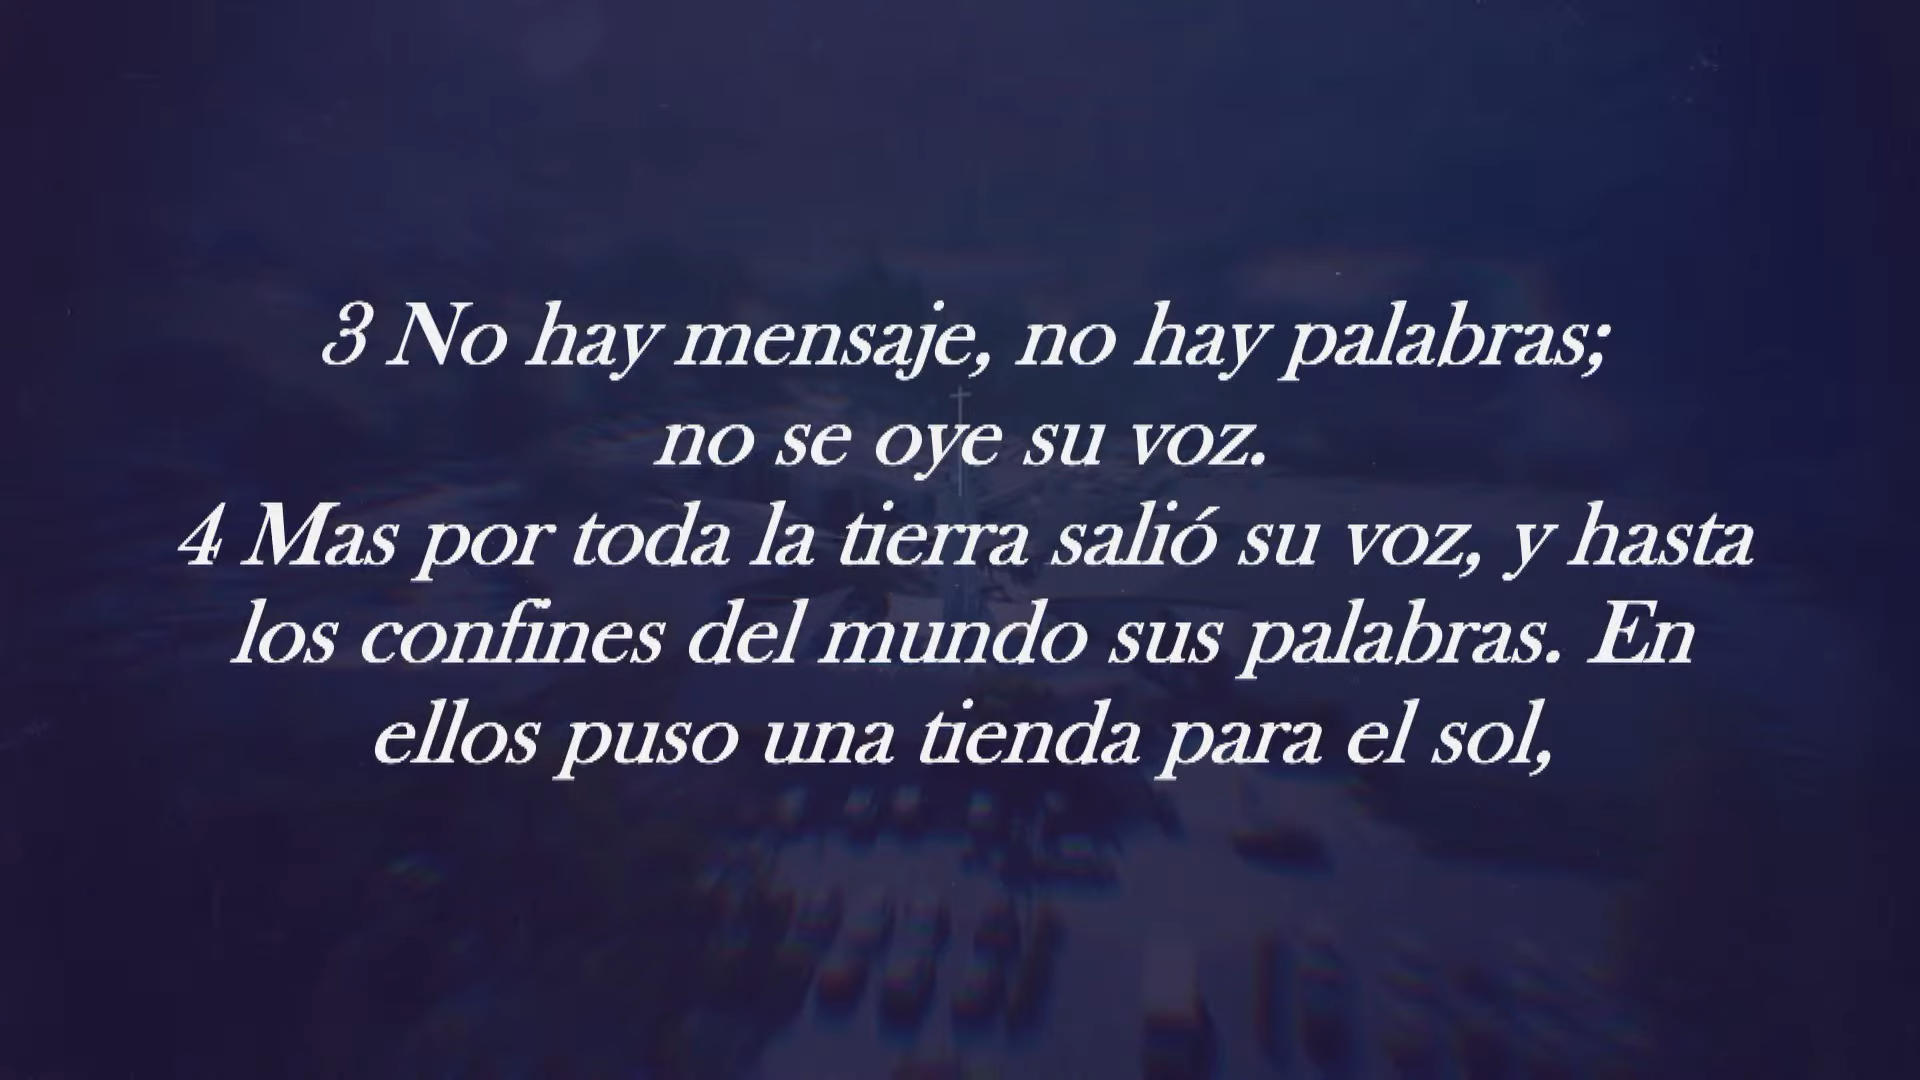 3 No hay mensaje, no hay palabras;
no se oye su voz.
4 Mas por toda la tierra salió su voz, y hasta
los confines del mundo sus palabras. En
ellos puso una tienda para el sol,